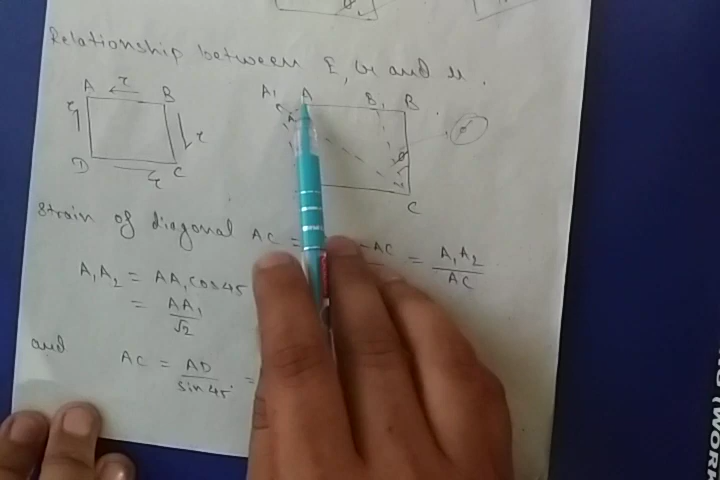 Relationship between E, G and μ.
A τ B A₁ A B₁ B
τ τ φ φ
D τ C C
Strain of diagonal AC = - AC = A₁A₂ / AC
A₁A₂ = AA₁ cos45
= AA₁ / √2
and AC = AD / sin45° =